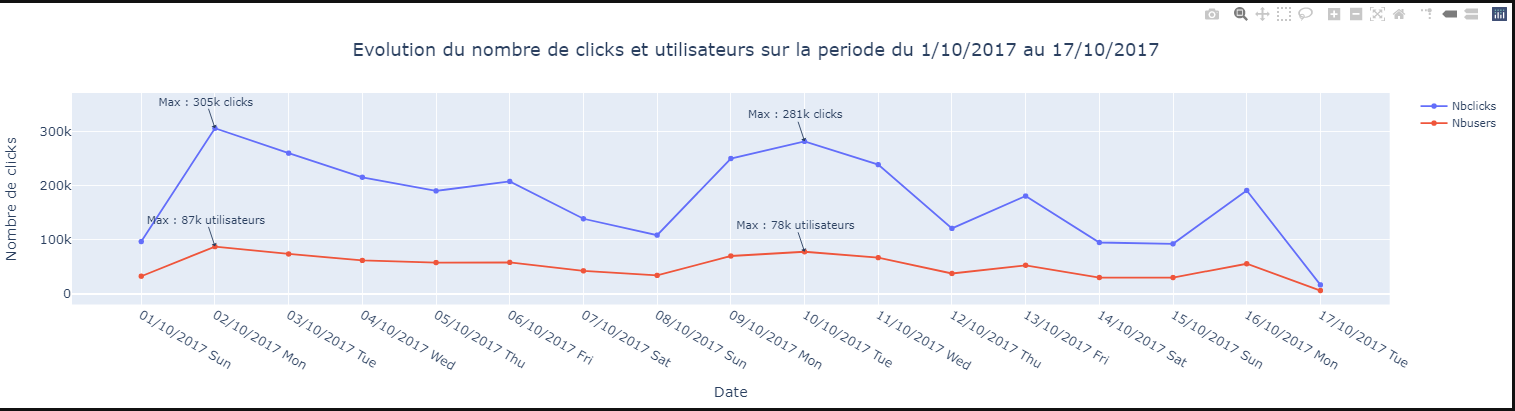 Evolution du nombre de clicks et utilisateurs sur la periode du 1/10/2017 au 17/10/2017
Nombre de clicks
300k
200k
100k
0
Max : 305k clicks
Max : 281k clicks
Max : 87k utilisateurs
Max : 78k utilisateurs
Nbclicks
Nbusers
01/10/2017 Sun
02/10/2017 Mon
03/10/2017 Tue
04/10/2017 Wed
05/10/2017 Thu
06/10/2017 Fri
07/10/2017 Sat
08/10/2017 Sun
09/10/2017 Mon
10/10/2017 Tue
11/10/2017 Wed
12/10/2017 Thu
13/10/2017 Fri
14/10/2017 Sat
15/10/2017 Sun
16/10/2017 Mon
17/10/2017 Tue
Date